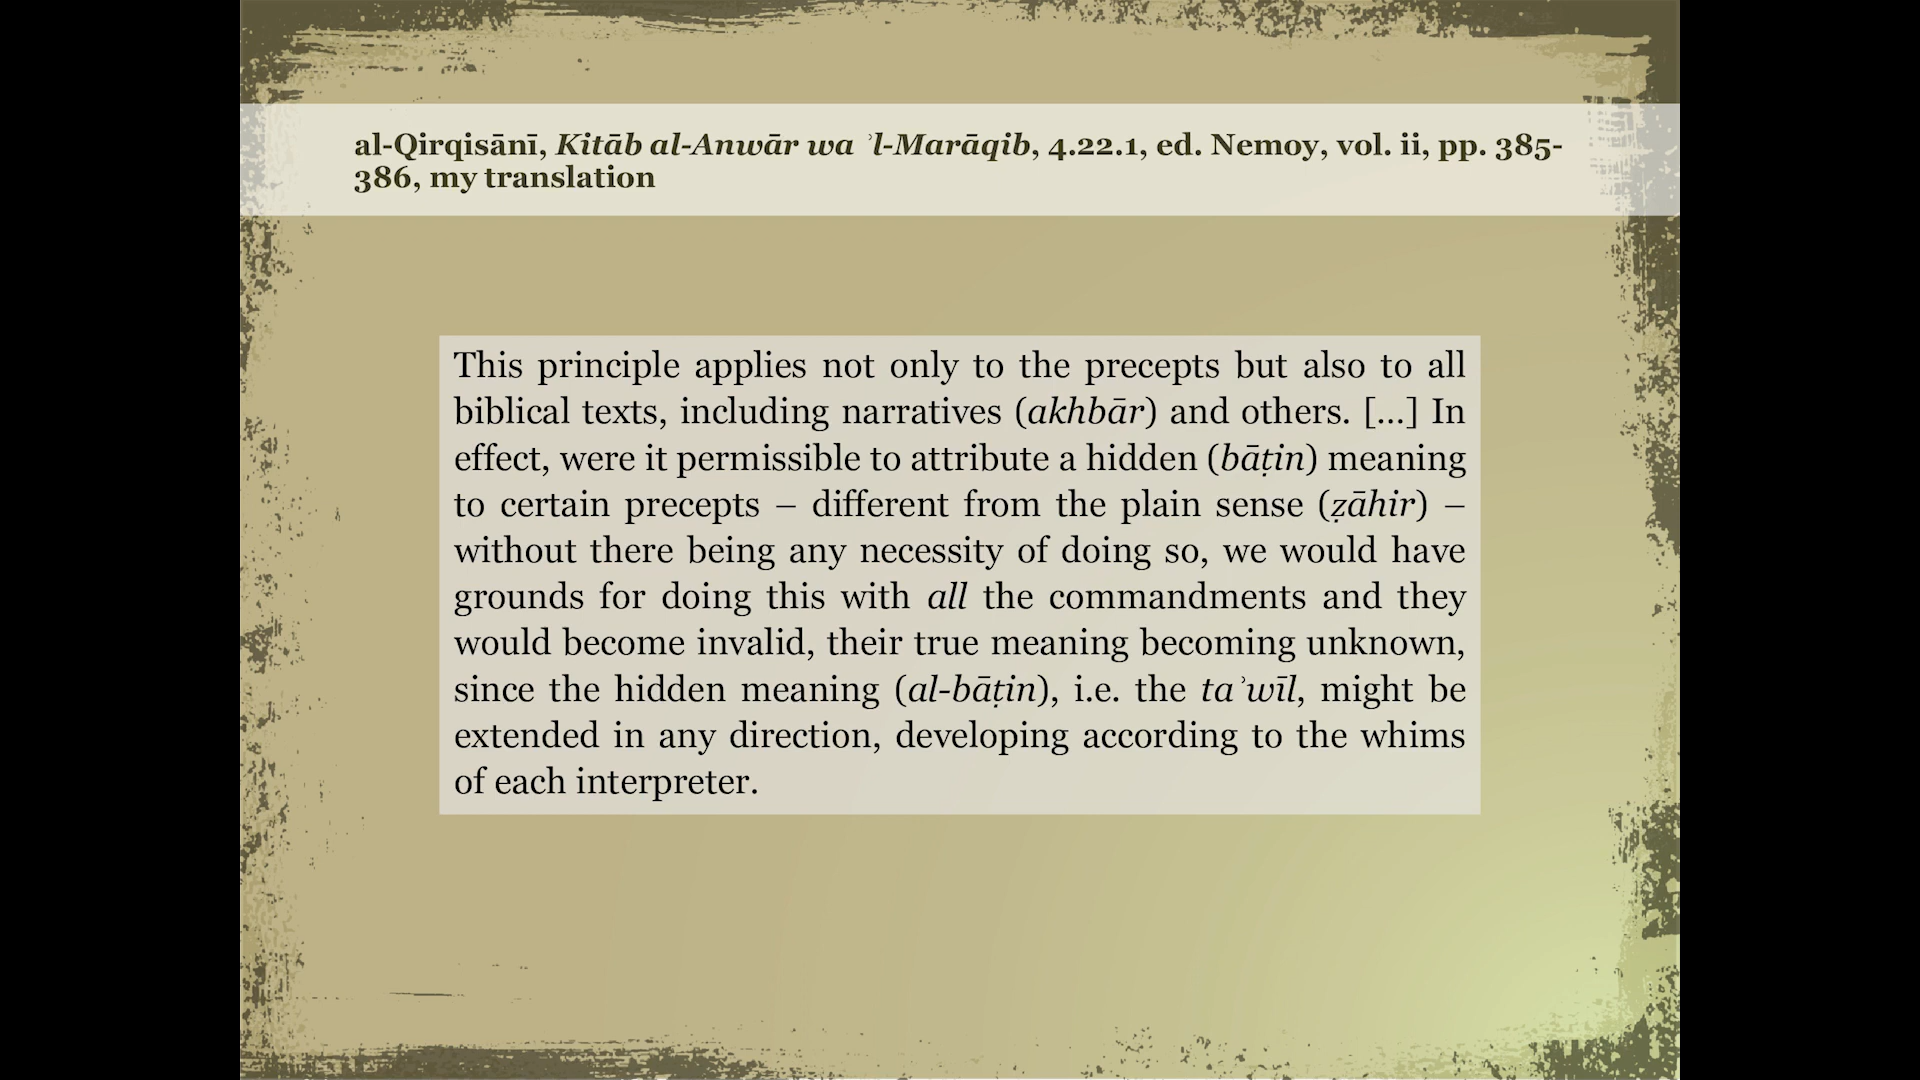 al-Qirqisānī, Kitāb al-Anwār wa ʾl-Marāqib, 4.22.1, ed. Nemoy, vol. ii, pp. 385-
386, my translation
This principle applies not only to the precepts but also to all
biblical texts, including narratives (akhbār) and others. [...] In
effect, were it permissible to attribute a hidden (bāṭin) meaning
to certain precepts – different from the plain sense (ẓāhir) –
without there being any necessity of doing so, we would have
grounds for doing this with all the commandments and they
would become invalid, their true meaning becoming unknown,
since the hidden meaning (al-bāṭin), i.e. the taʾwīl, might be
extended in any direction, developing according to the whims
of each interpreter.